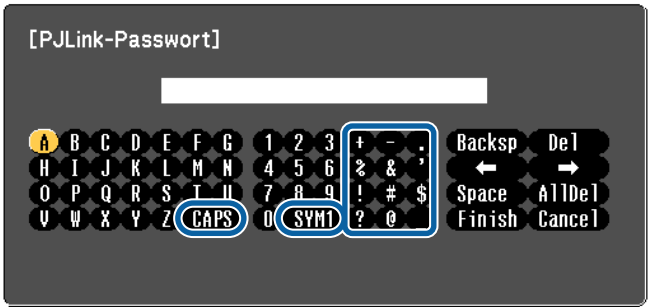 [PJLink-Passwort]
A B C D E F G 1 2 3 + - . Backsp Del
H I J K L M N 4 5 6 % & ' ← →
O P Q R S T U 7 8 9 ! # $ Space AllDel
V W X Y Z CAPS 0 SYM1 ? @ Finish Cancel